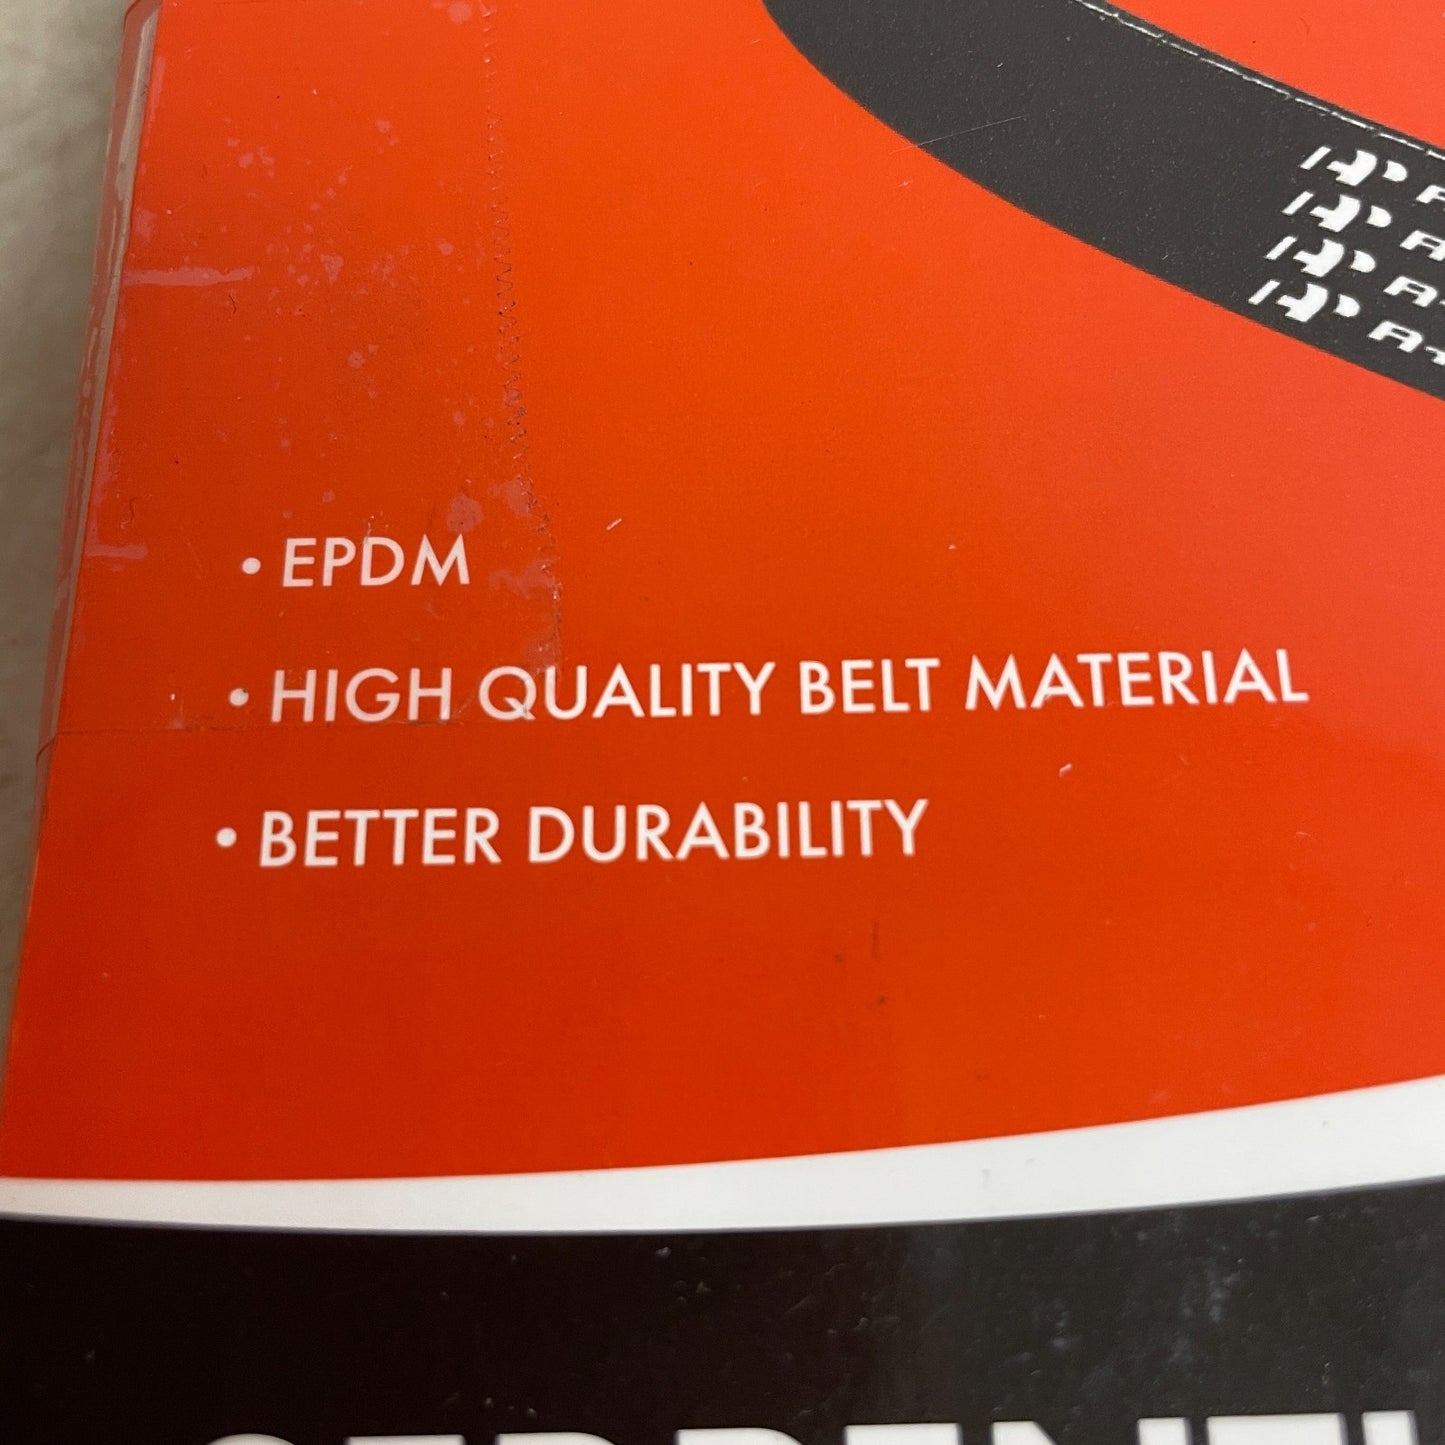 • EPDM
• HIGH QUALITY BELT MATERIAL
• BETTER DURABILITY